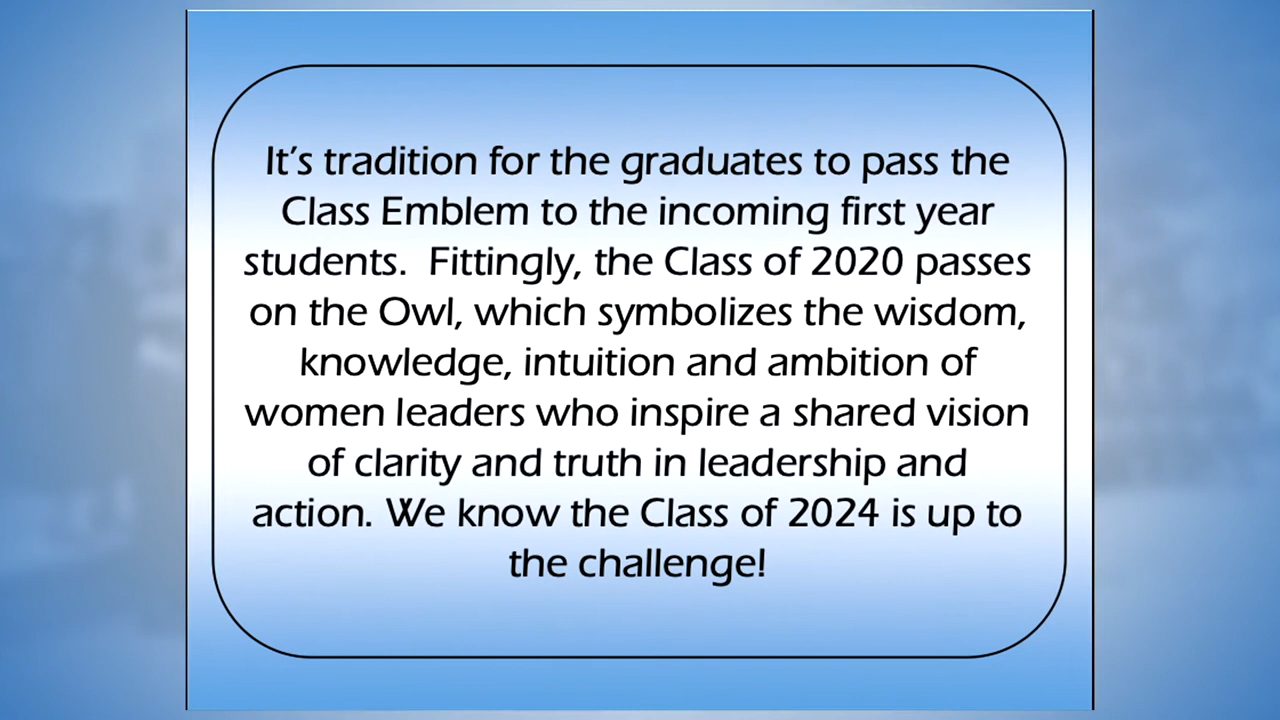 It's tradition for the graduates to pass the
Class Emblem to the incoming first year
students.  Fittingly, the Class of 2020 passes
on the Owl, which symbolizes the wisdom,
knowledge, intuition and ambition of
women leaders who inspire a shared vision
of clarity and truth in leadership and
action. We know the Class of 2024 is up to
the challenge!